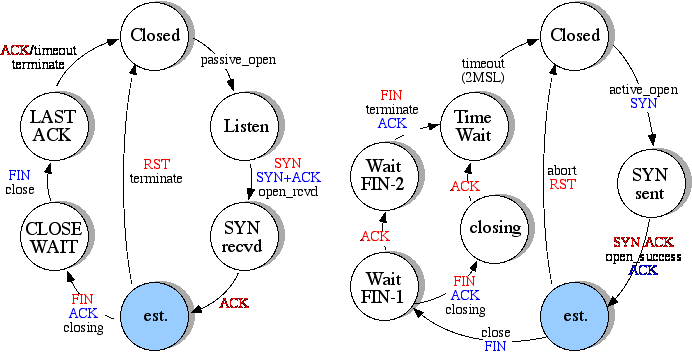 Closed
ACK/timeout
terminate
passive_open
LAST
ACK
Listen
RST
terminate
SYN
SYN+ACK
open_rcvd
FIN
close
CLOSE
WAIT
SYN
recvd
FIN
ACK
closing
est.
ACK
Closed
timeout
(2MSL)
active_open
SYN
FIN
terminate
ACK
Time
Wait
Wait
FIN-2
ACK
abort
RST
SYN
sent
ACK
closing
SYN ACK
open_success
ACK
Wait
FIN-1
FIN
ACK
closing
close
FIN
est.